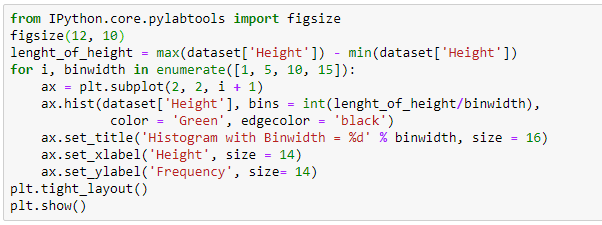 from IPython.core.pylabtools import figsize
figsize(12, 10)
lenght_of_height = max(dataset['Height']) - min(dataset['Height'])
for i, binwidth in enumerate([1, 5, 10, 15]):
    ax = plt.subplot(2, 2, i + 1)
    ax.hist(dataset['Height'], bins = int(lenght_of_height/binwidth),
            color = 'Green', edgecolor = 'black')
    ax.set_title('Histogram with Binwidth = %d' % binwidth, size = 16)
    ax.set_xlabel('Height', size = 14)
    ax.set_ylabel('Frequency', size= 14)
plt.tight_layout()
plt.show()